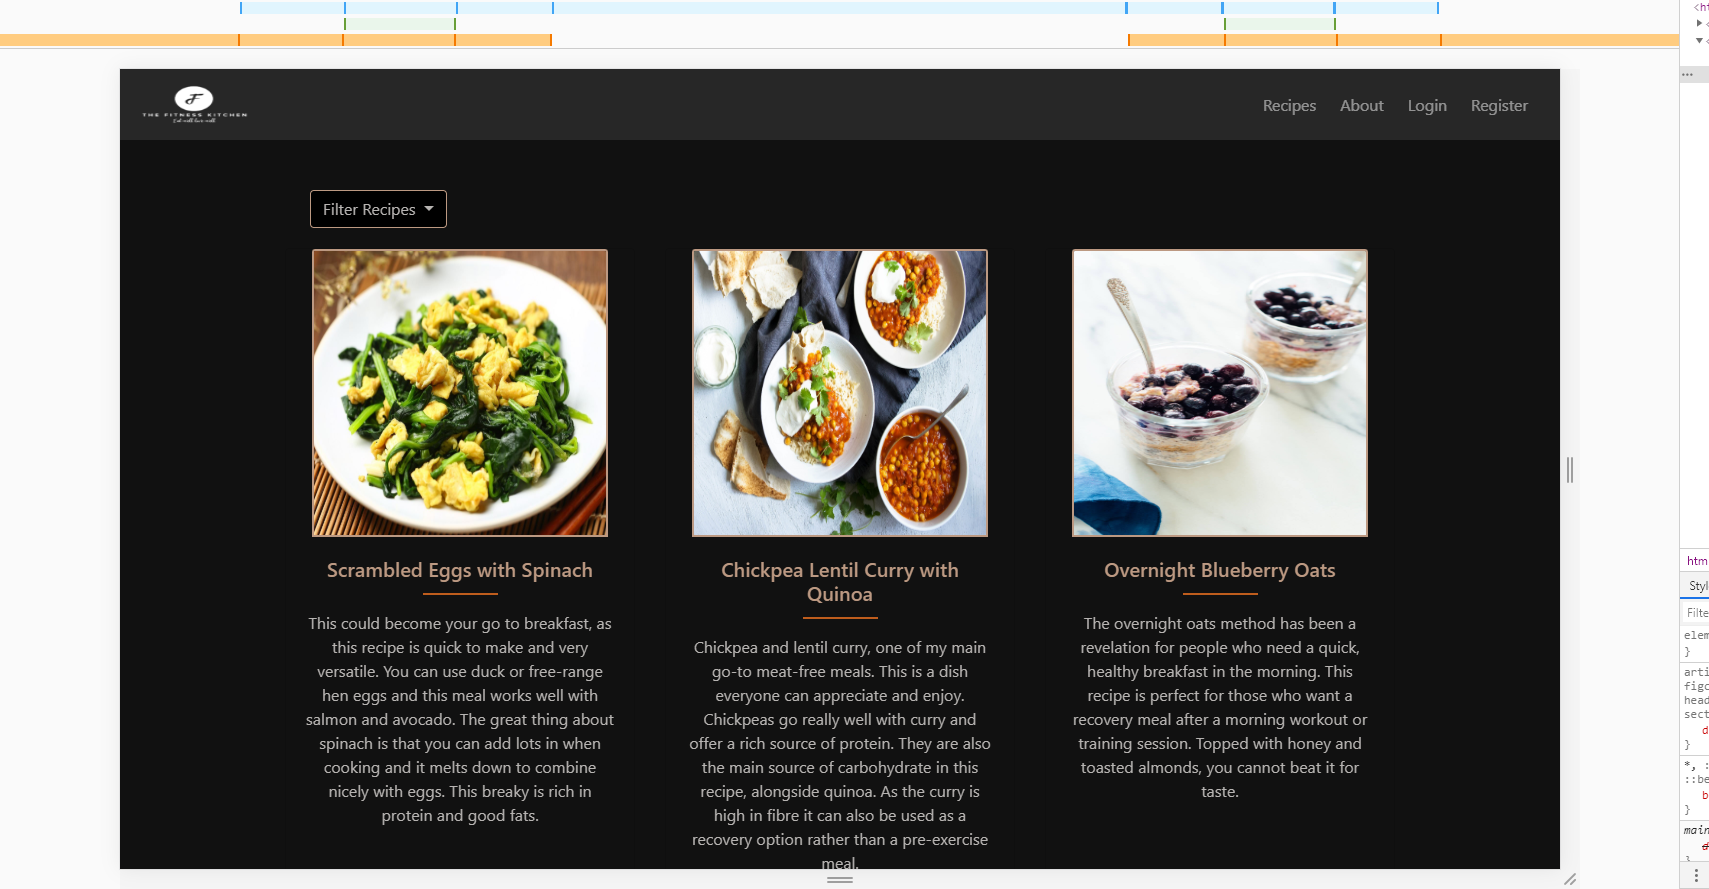 THE FITNESS KITCHEN
Eat well live well
Recipes About Login Register
Filter Recipes
Scrambled Eggs with Spinach
This could become your go to breakfast, as
this recipe is quick to make and very
versatile. You can use duck or free-range
hen eggs and this meal works well with
salmon and avocado. The great thing about
spinach is that you can add lots in when
cooking and it melts down to combine
nicely with eggs. This breaky is rich in
protein and good fats.
Chickpea Lentil Curry with
Quinoa
Chickpea and lentil curry, one of my main
go-to meat-free meals. This is a dish
everyone can appreciate and enjoy.
Chickpeas go really well with curry and
offer a rich source of protein. They are also
the main source of carbohydrate in this
recipe, alongside quinoa. As the curry is
high in fibre it can also be used as a
recovery option rather than a pre-exercise
meal.
Overnight Blueberry Oats
The overnight oats method has been a
revelation for people who need a quick,
healthy breakfast in the morning. This
recipe is perfect for those who want a
recovery meal after a morning workout or
training session. Topped with honey and
toasted almonds, you cannot beat it for
taste.
<ht
<
<
...
htm
Styl
Filte
elem
}
arti
figc
head
sect
d
}
*, :
::be
b
}
main
d
}